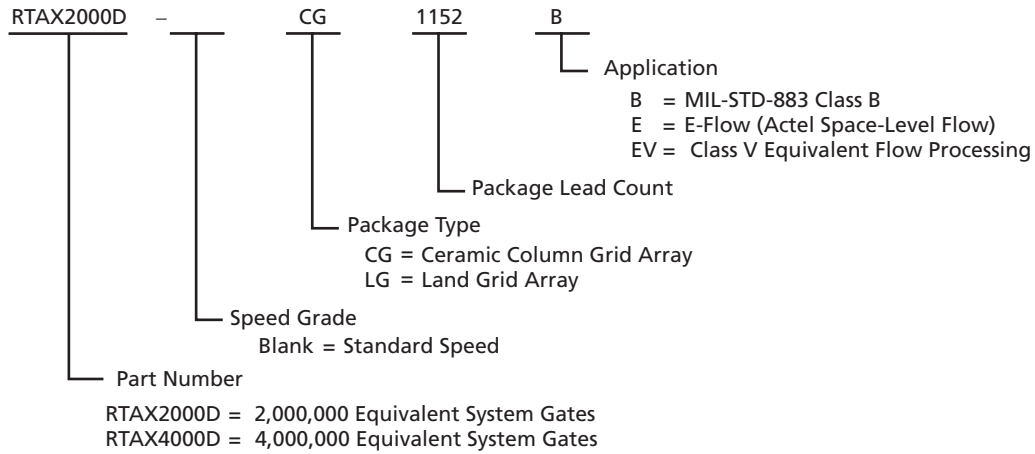 RTAX2000D – CG 1152 B
Application
B = MIL-STD-883 Class B
E = E-Flow (Actel Space-Level Flow)
EV = Class V Equivalent Flow Processing
Package Lead Count
Package Type
CG = Ceramic Column Grid Array
LG = Land Grid Array
Speed Grade
Blank = Standard Speed
Part Number
RTAX2000D = 2,000,000 Equivalent System Gates
RTAX4000D = 4,000,000 Equivalent System Gates